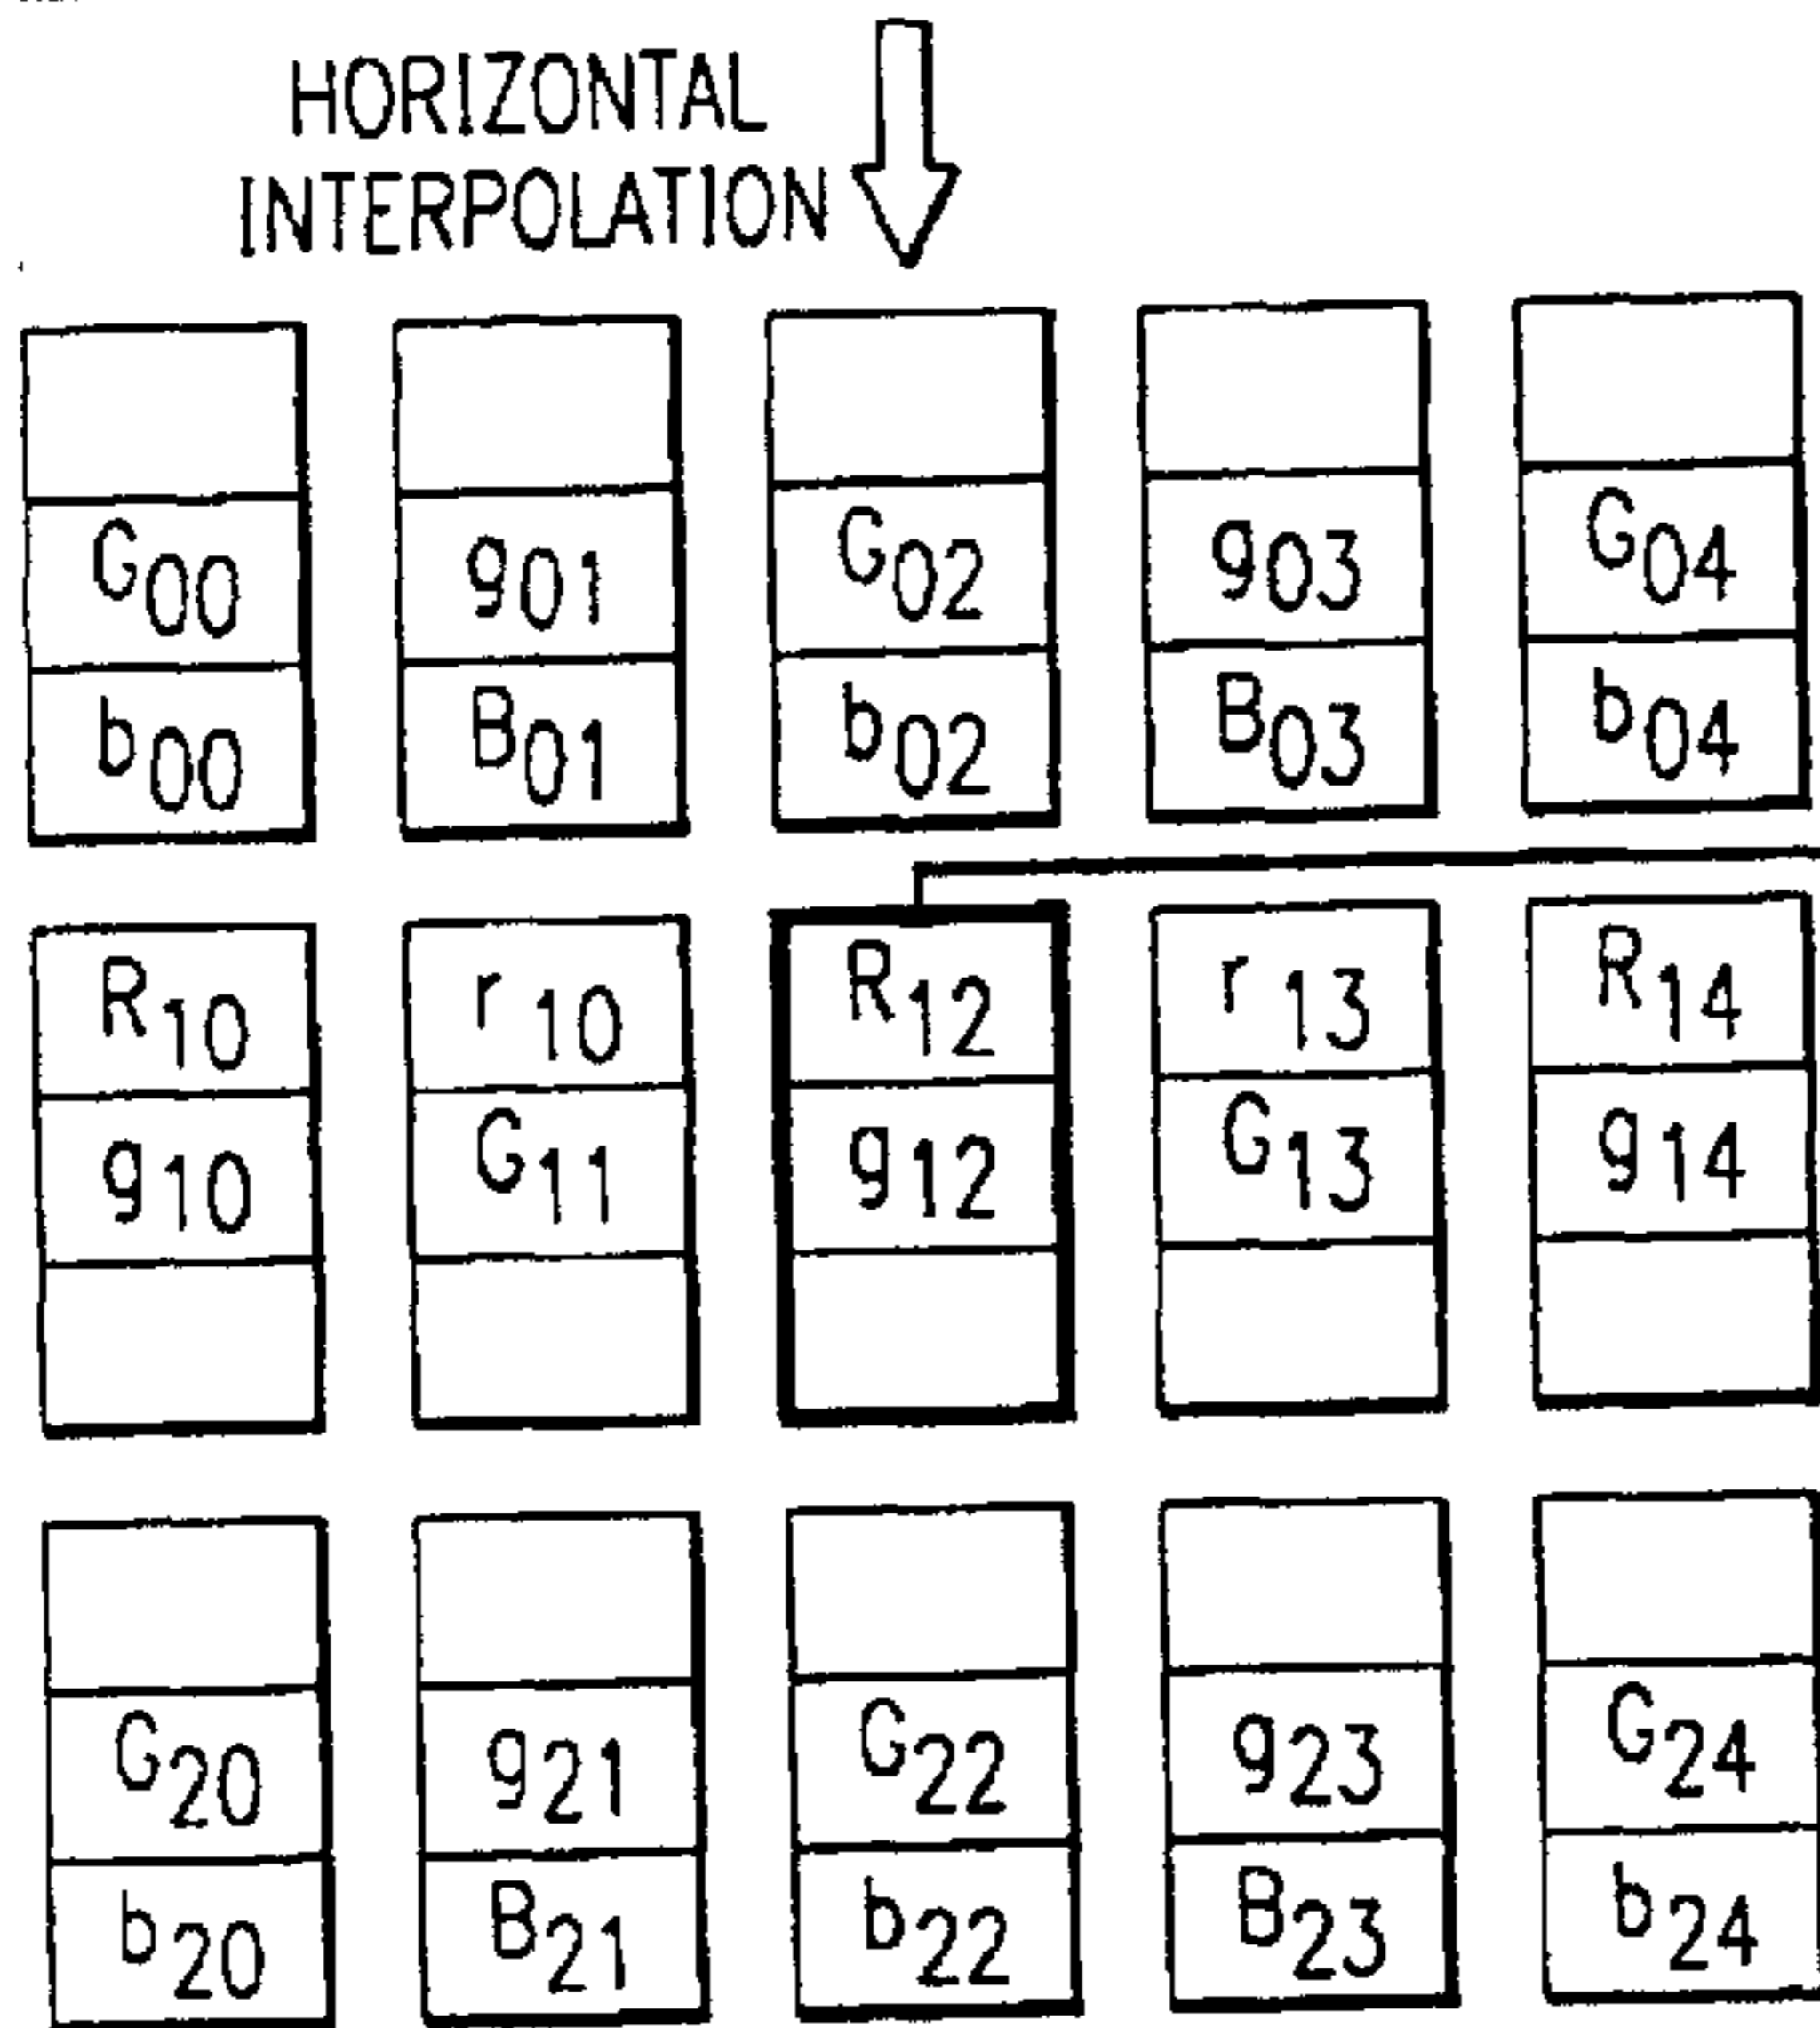 HORIZONTAL
INTERPOLATION
G00 g01 G02 g03 G04
b00 B01 b02 B03 b04
R10 r10 R12 r13 R14
g10 G11 g12 G13 g14
G20 g21 G22 g23 G24
b20 B21 b22 B23 b24